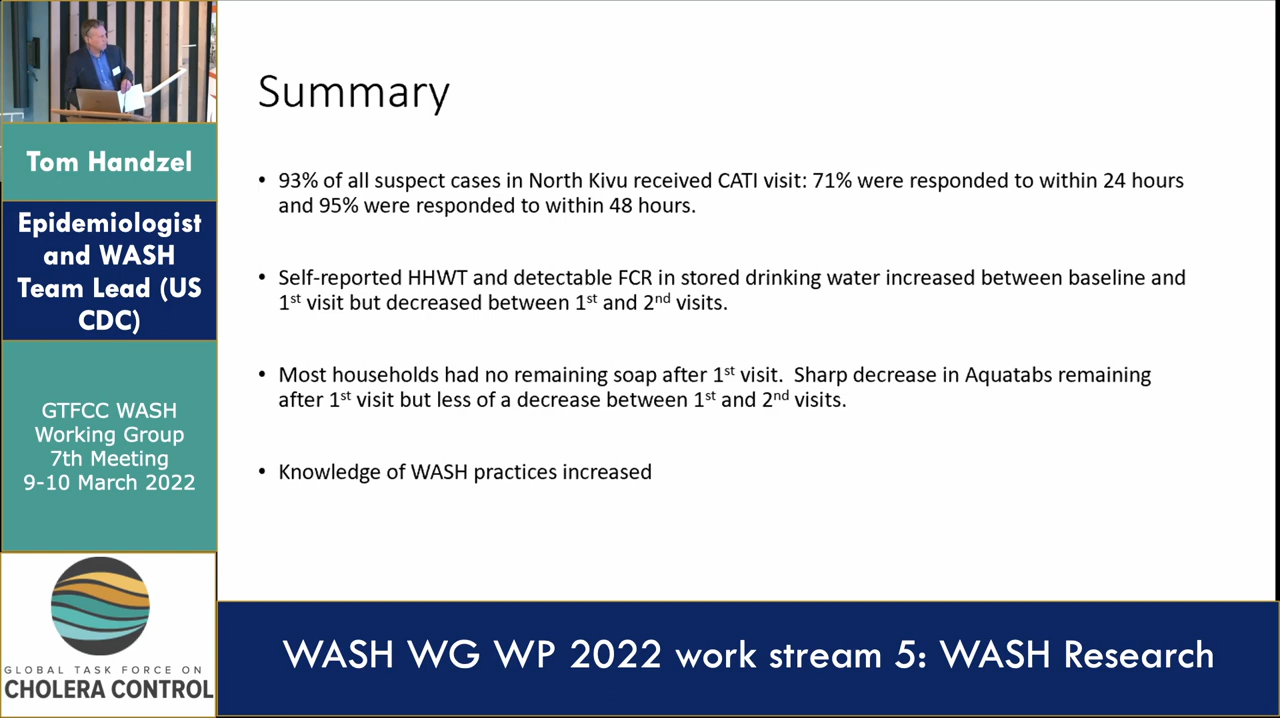 Tom Handzel
Epidemiologist
and WASH
Team Lead (US
CDC)
GTFCC WASH
Working Group
7th Meeting
9-10 March 2022
GLOBAL TASK FORCE ON
CHOLERA CONTROL
Summary
• 93% of all suspect cases in North Kivu received CATI visit: 71% were responded to within 24 hours
and 95% were responded to within 48 hours.
• Self-reported HHWT and detectable FCR in stored drinking water increased between baseline and
1st visit but decreased between 1st and 2nd visits.
• Most households had no remaining soap after 1st visit.  Sharp decrease in Aquatabs remaining
after 1st visit but less of a decrease between 1st and 2nd visits.
• Knowledge of WASH practices increased
WASH WG WP 2022 work stream 5: WASH Research